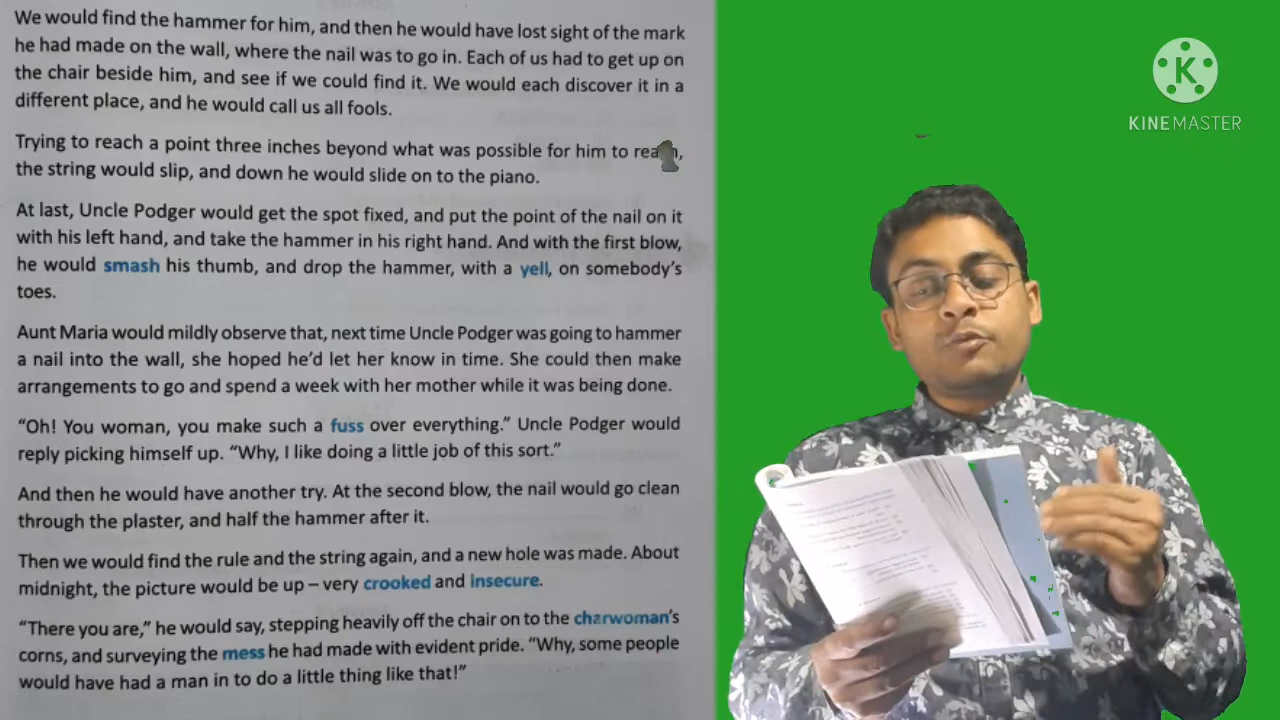 We would find the hammer for him, and then he would have lost sight of the mark
he had made on the wall, where the nail was to go in. Each of us had to get up on
the chair beside him, and see if we could find it. We would each discover it in a
different place, and he would call us all fools.
Trying to reach a point three inches beyond what was possible for him to
the string would slip, and down he would slide on to the piano.
At last, Uncle Podger would get the spot fixed, and put the point of the nail on it
with his left hand, and take the hammer in his right hand. And with the first blow,
he would smash his thumb, and drop the hammer, with a yell, on somebody's
toes.
Aunt Maria would mildly observe that, next time Uncle Podger was going to hammer
a nail into the wall, she hoped he'd let her know in time. She could then make
arrangements to go and spend a week with her mother while it was being done.
"Oh! You woman, you make such a fuss over everything." Uncle Podger would
reply picking himself up. "Why, I like doing a little job of this sort."
And then he would have another try. At the second blow, the nail would go clean
through the plaster, and half the hammer after it.
Then we would find the rule and the string again, and a new hole was made. About
midnight, the picture would be up – very crooked and insecure.
"There you are," he would say, stepping heavily off the chair on to the charwoman's
corns, and surveying the mess he had made with evident pride. "Why, some people
would have had a man in to do a little thing like that!"
K
KINEMASTER